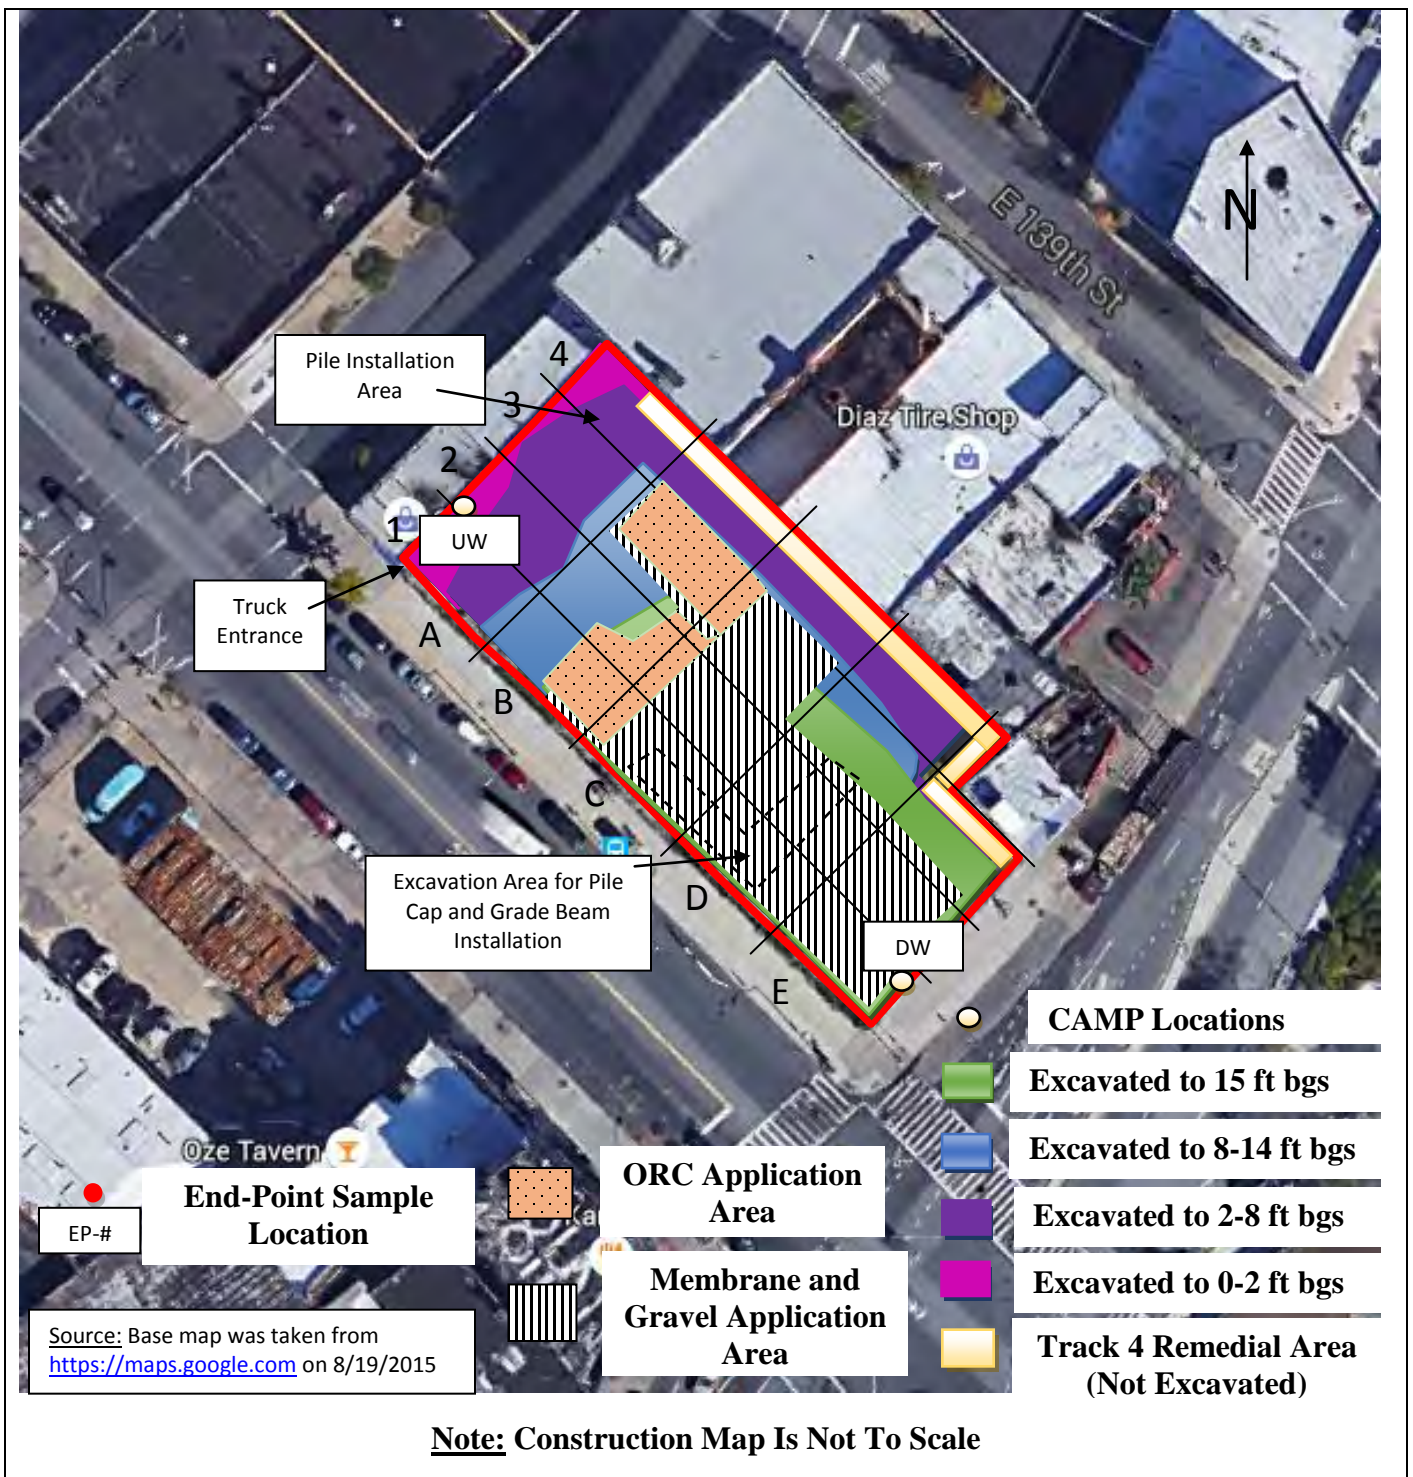 E 139th St
N
Pile Installation
Area
4
3
2
1
Diaz Tire Shop
UW
Truck
Entrance
A
B
C
D
E
Excavation Area for Pile
Cap and Grade Beam
Installation
DW
CAMP Locations
Excavated to 15 ft bgs
Excavated to 8-14 ft bgs
Excavated to 2-8 ft bgs
Excavated to 0-2 ft bgs
Track 4 Remedial Area
(Not Excavated)
Oze Tavern
End-Point Sample
Location
EP-#
ORC Application
Area
Membrane and
Gravel Application
Area
Source: Base map was taken from
https://maps.google.com on 8/19/2015
Note: Construction Map Is Not To Scale